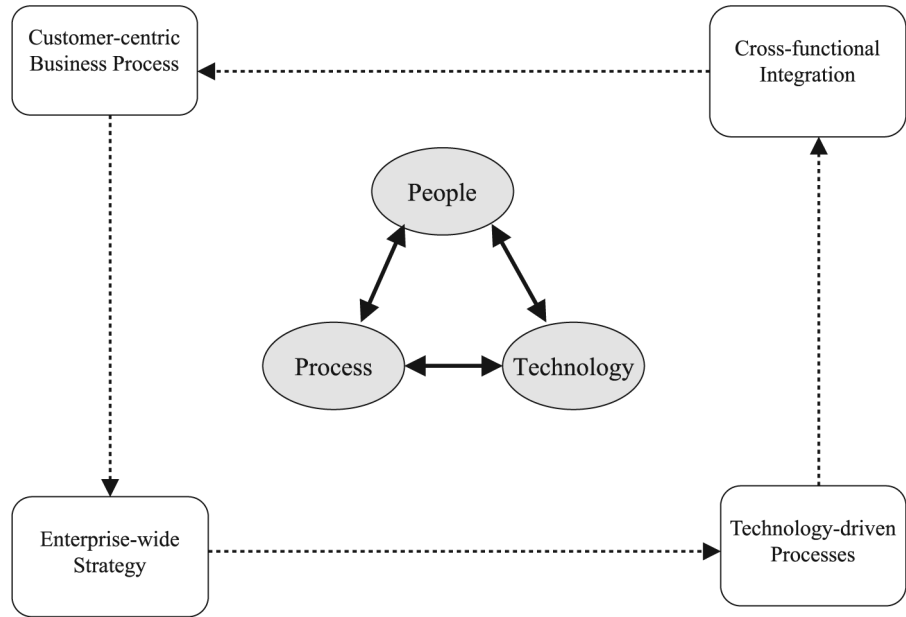 Customer-centric
Business Process
Cross-functional
Integration
People
Process
Technology
Enterprise-wide
Strategy
Technology-driven
Processes